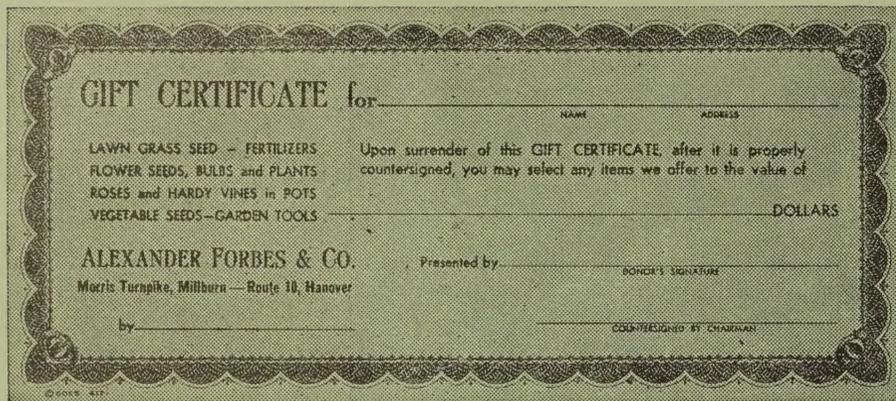 GIFT CERTIFICATE for
NAME ADDRESS
LAWN GRASS SEED – FERTILIZERS
FLOWER SEEDS, BULBS and PLANTS
ROSES and HARDY VINES in POTS
VEGETABLE SEEDS–GARDEN TOOLS
Upon surrender of this GIFT CERTIFICATE, after it is properly
countersigned, you may select any items we offer to the value of
DOLLARS
ALEXANDER FORBES & CO.
Morris Turnpike, Millburn — Route 10, Hanover
by
Presented by
DONOR'S SIGNATURE
COUNTERSIGNED BY CHAIRMAN
© GOES 417